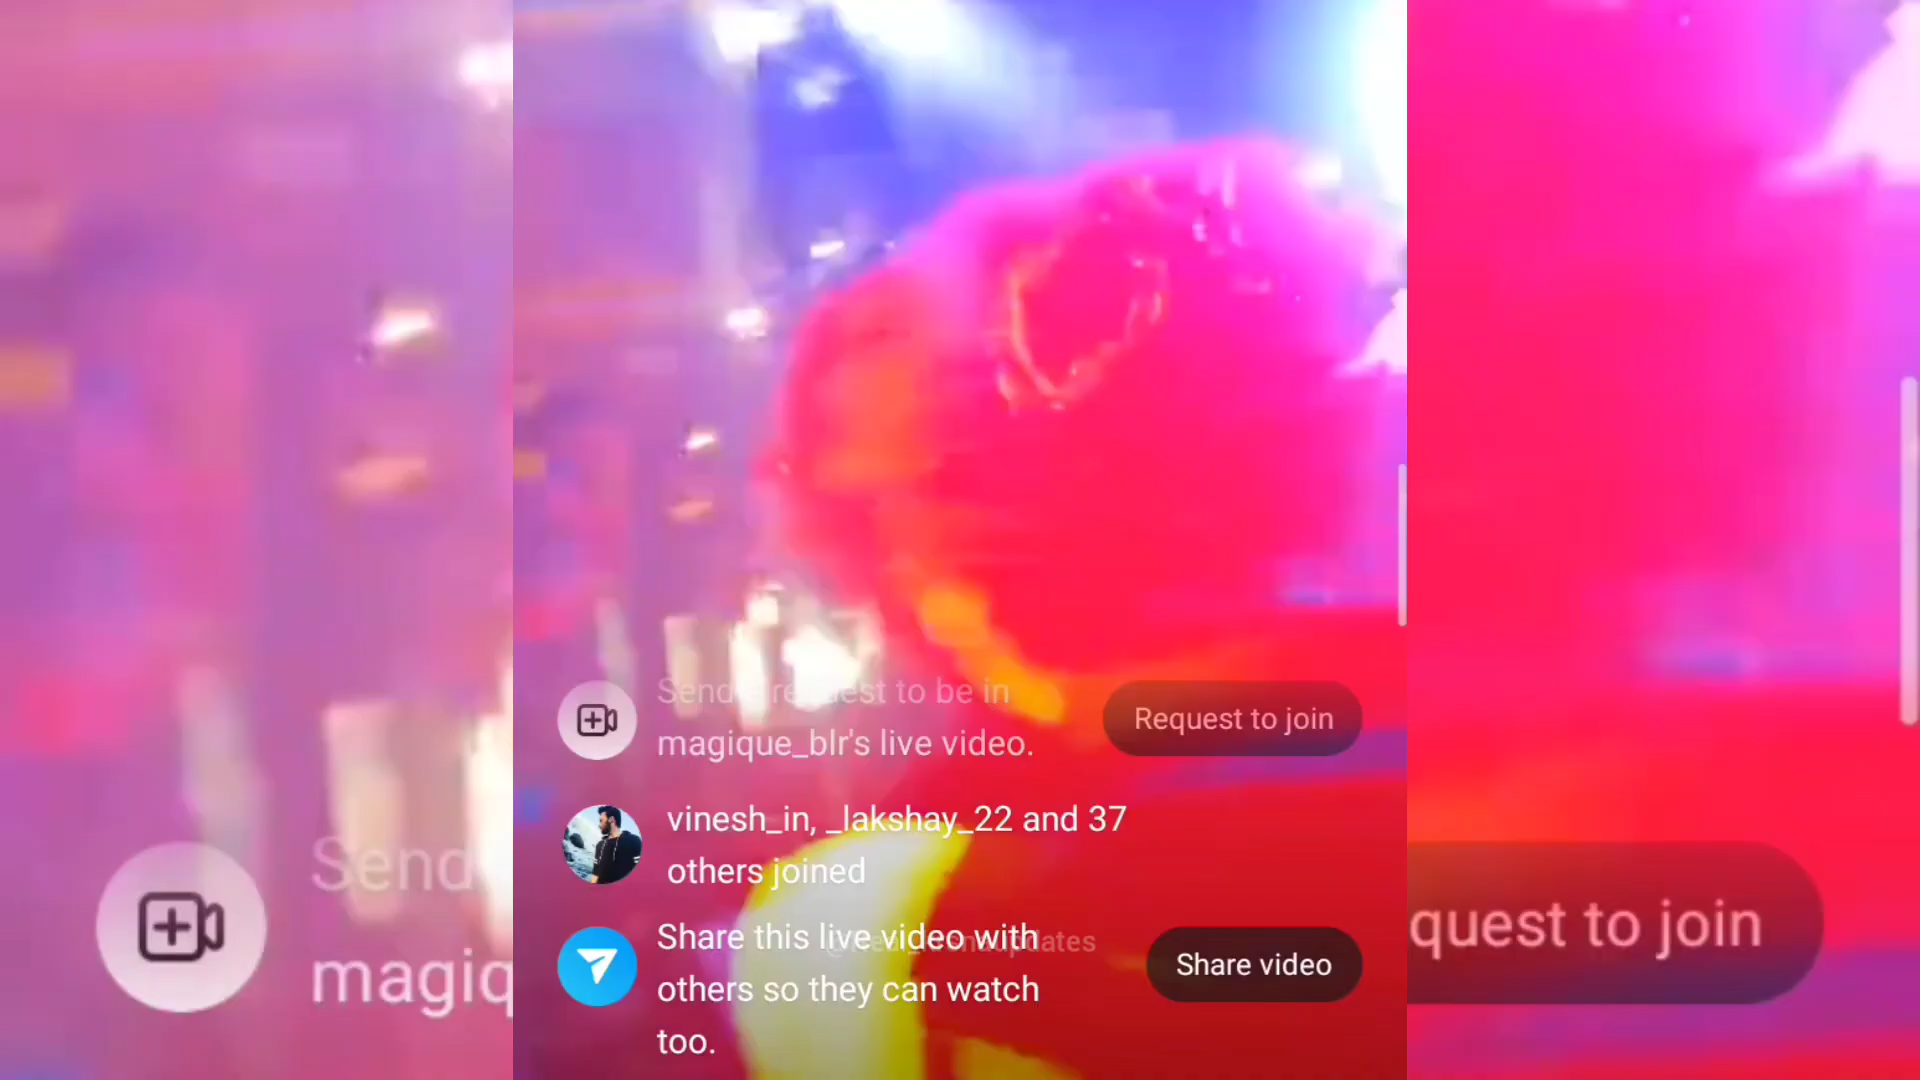 Send a request to be in
magique_blr's live video.
Request to join
vinesh_in, _lakshay_22 and 37
others joined
Share this live video with
others so they can watch
too.
Share video
Send
magiq
quest to join